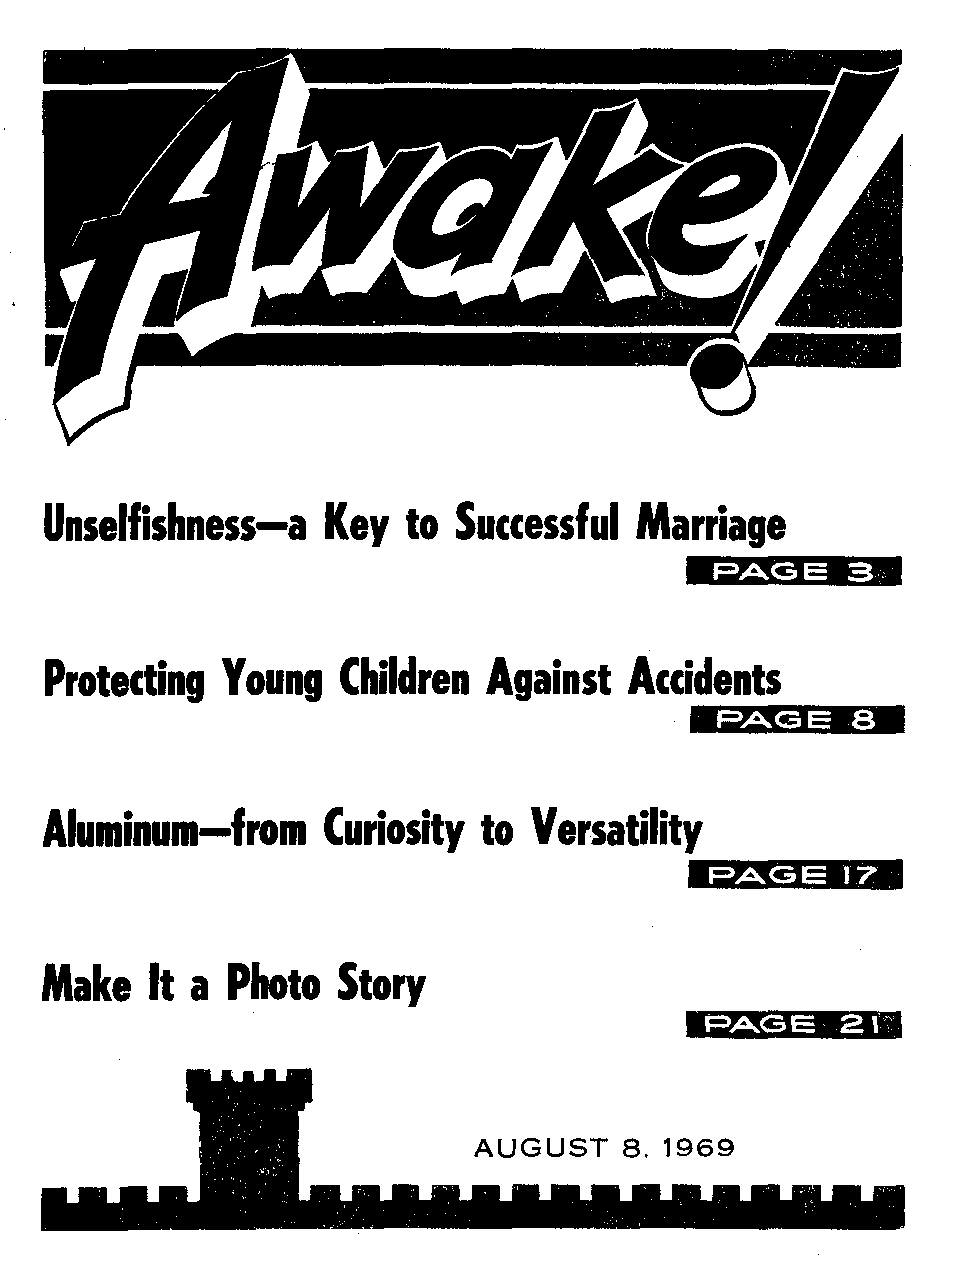 Awake!
Unselfishness—a Key to Successful Marriage
PAGE 3
Protecting Young Children Against Accidents
PAGE 8
Aluminum—from Curiosity to Versatility
PAGE 17
Make It a Photo Story
PAGE 21
AUGUST 8, 1969